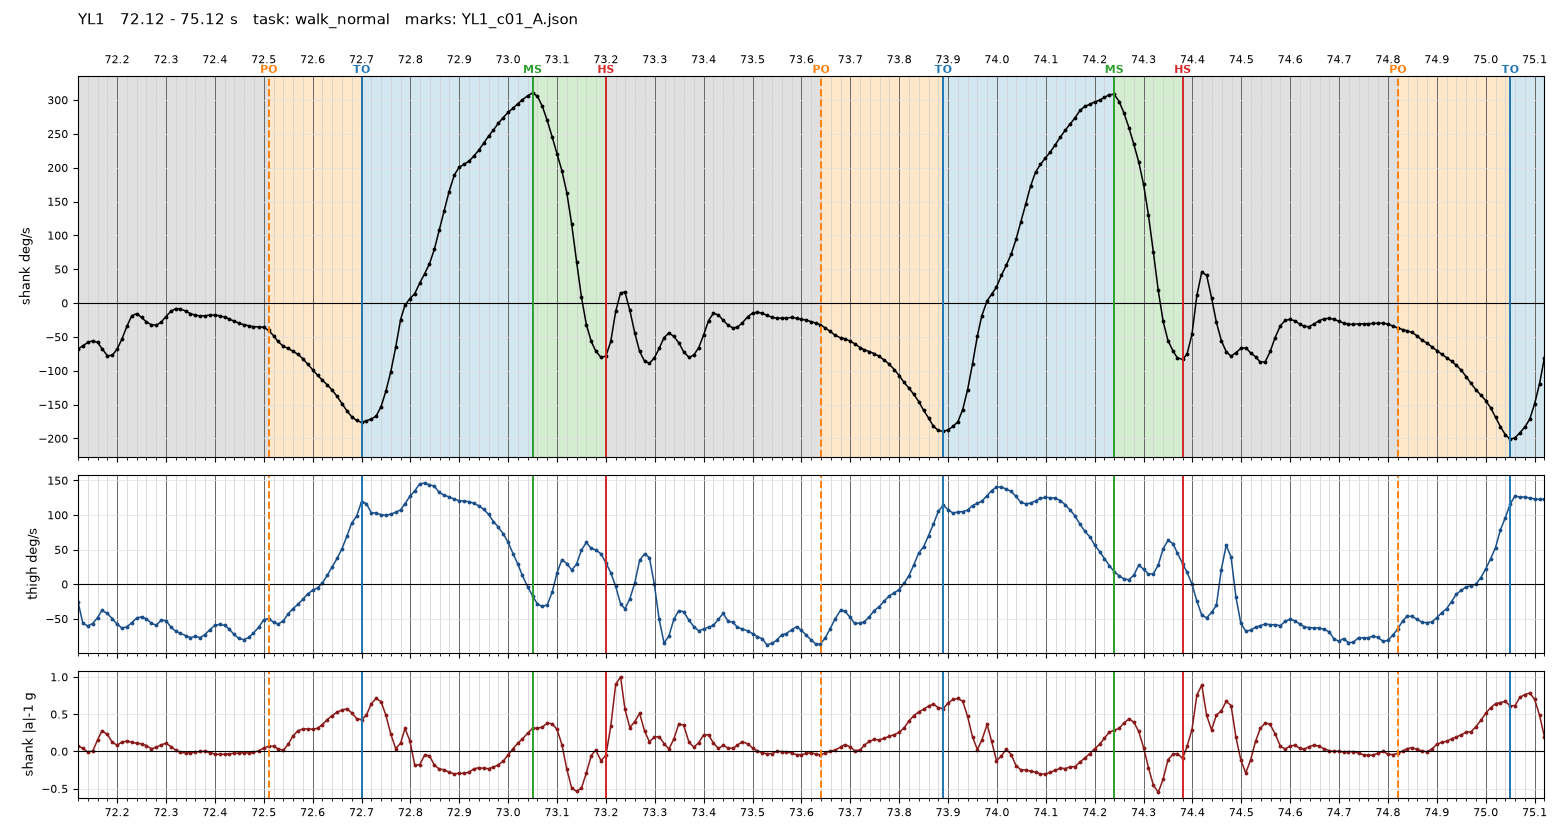 YL1 72.12 - 75.12 s task: walk_normal marks: YL1_c01_A.json
72.2 72.3 72.4 72.5 72.6 72.7 72.8 72.9 73.0 73.1 73.2 73.3 73.4 73.5 73.6 73.7 73.8 73.9 74.0 74.1 74.2 74.3 74.4 74.5 74.6 74.7 74.8 74.9 75.0 75.1
PO TO MS HS PO TO MS HS PO TO
shank deg/s
300
250
200
150
100
50
0
−50
−100
−150
−200
thigh deg/s
150
100
50
0
−50
shank |a|-1 g
1.0
0.5
0.0
−0.5
72.2 72.3 72.4 72.5 72.6 72.7 72.8 72.9 73.0 73.1 73.2 73.3 73.4 73.5 73.6 73.7 73.8 73.9 74.0 74.1 74.2 74.3 74.4 74.5 74.6 74.7 74.8 74.9 75.0 75.1